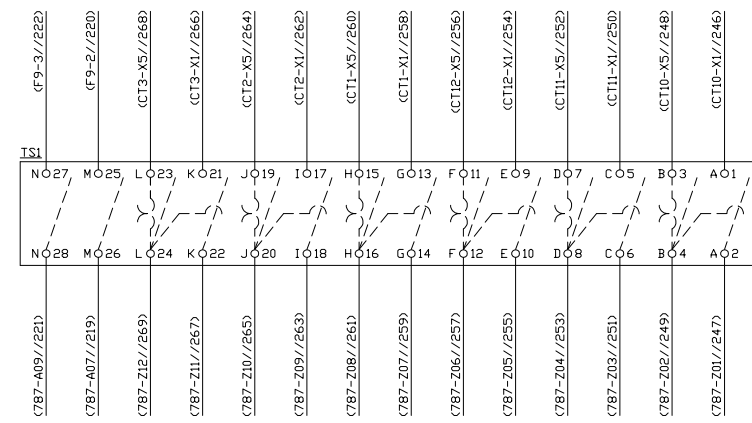 (F9-3//222)
(F9-2//220)
(CT3-X5//268)
(CT3-X1//266)
(CT2-X5//264)
(CT2-X1//262)
(CT1-X5//260)
(CT1-X1//258)
(CT12-X5//256)
(CT12-X1//254)
(CT11-X5//252)
(CT11-X1//250)
(CT10-X5//248)
(CT10-X1//246)
TS1
N 27 M 25 L 23 K 21 J 19 I 17 H 15 G 13 F 11 E 9 D 7 C 5 B 3 A 1
N 28 M 26 L 24 K 22 J 20 I 18 H 16 G 14 F 12 E 10 D 8 C 6 B 4 A 2
(787-A09//221)
(787-A07//219)
(787-Z12//269)
(787-Z11//267)
(787-Z10//265)
(787-Z09//263)
(787-Z08//261)
(787-Z07//259)
(787-Z06//257)
(787-Z05//255)
(787-Z04//253)
(787-Z03//251)
(787-Z02//249)
(787-Z01//247)